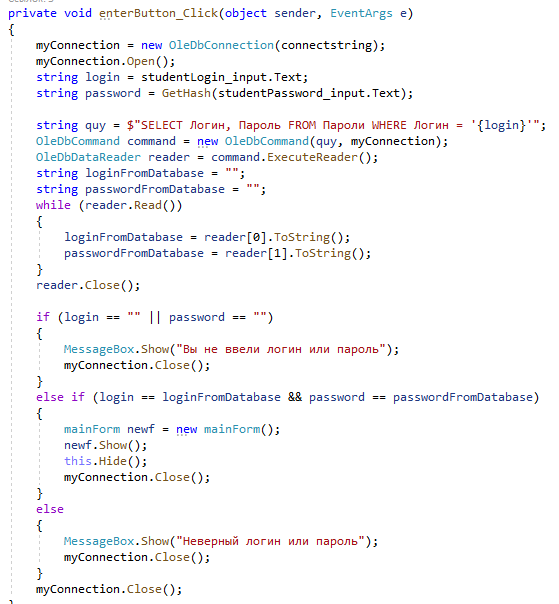 private void enterButton_Click(object sender, EventArgs e)
{
myConnection = new OleDbConnection(connectstring);
myConnection.Open();
string login = studentLogin_input.Text;
string password = GetHash(studentPassword_input.Text);
string quy = $"SELECT Логин, Пароль FROM Пароли WHERE Логин = '{login}'";
OleDbCommand command = new OleDbCommand(quy, myConnection);
OleDbDataReader reader = command.ExecuteReader();
string loginFromDatabase = "";
string passwordFromDatabase = "";
while (reader.Read())
{
loginFromDatabase = reader[0].ToString();
passwordFromDatabase = reader[1].ToString();
}
reader.Close();
if (login == "" || password == "")
{
MessageBox.Show("Вы не ввели логин или пароль");
myConnection.Close();
}
else if (login == loginFromDatabase && password == passwordFromDatabase)
{
mainForm newf = new mainForm();
newf.Show();
this.Hide();
myConnection.Close();
}
else
{
MessageBox.Show("Неверный логин или пароль");
myConnection.Close();
}
myConnection.Close();
}